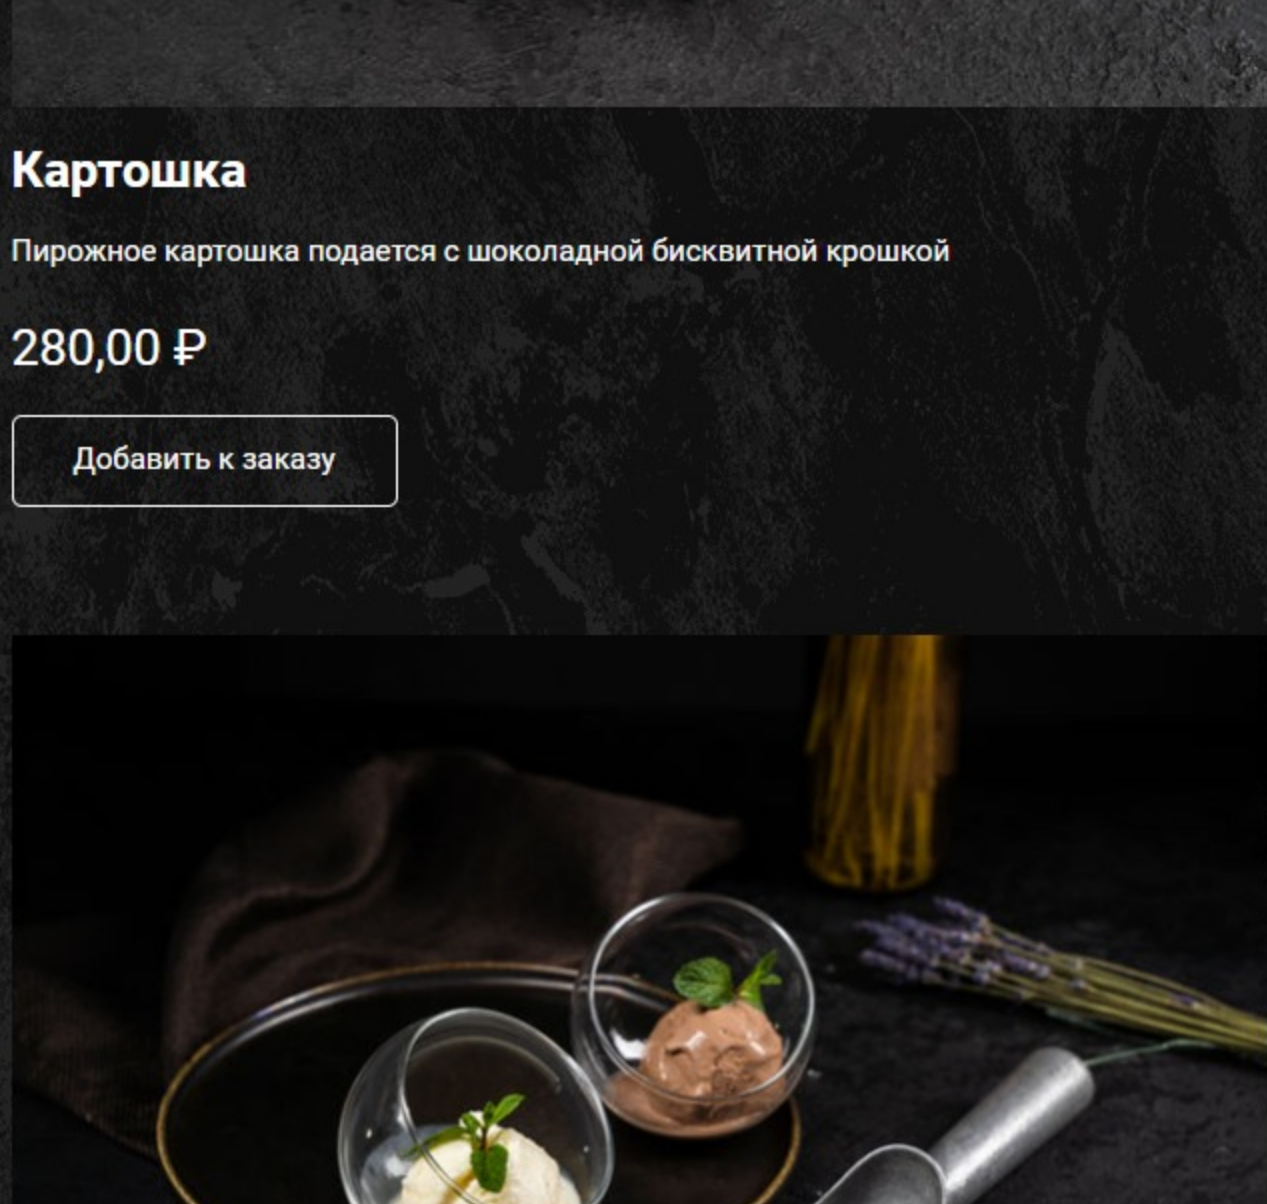 Картошка
Пирожное картошка подается с шоколадной бисквитной крошкой
280,00 ₽
Добавить к заказу